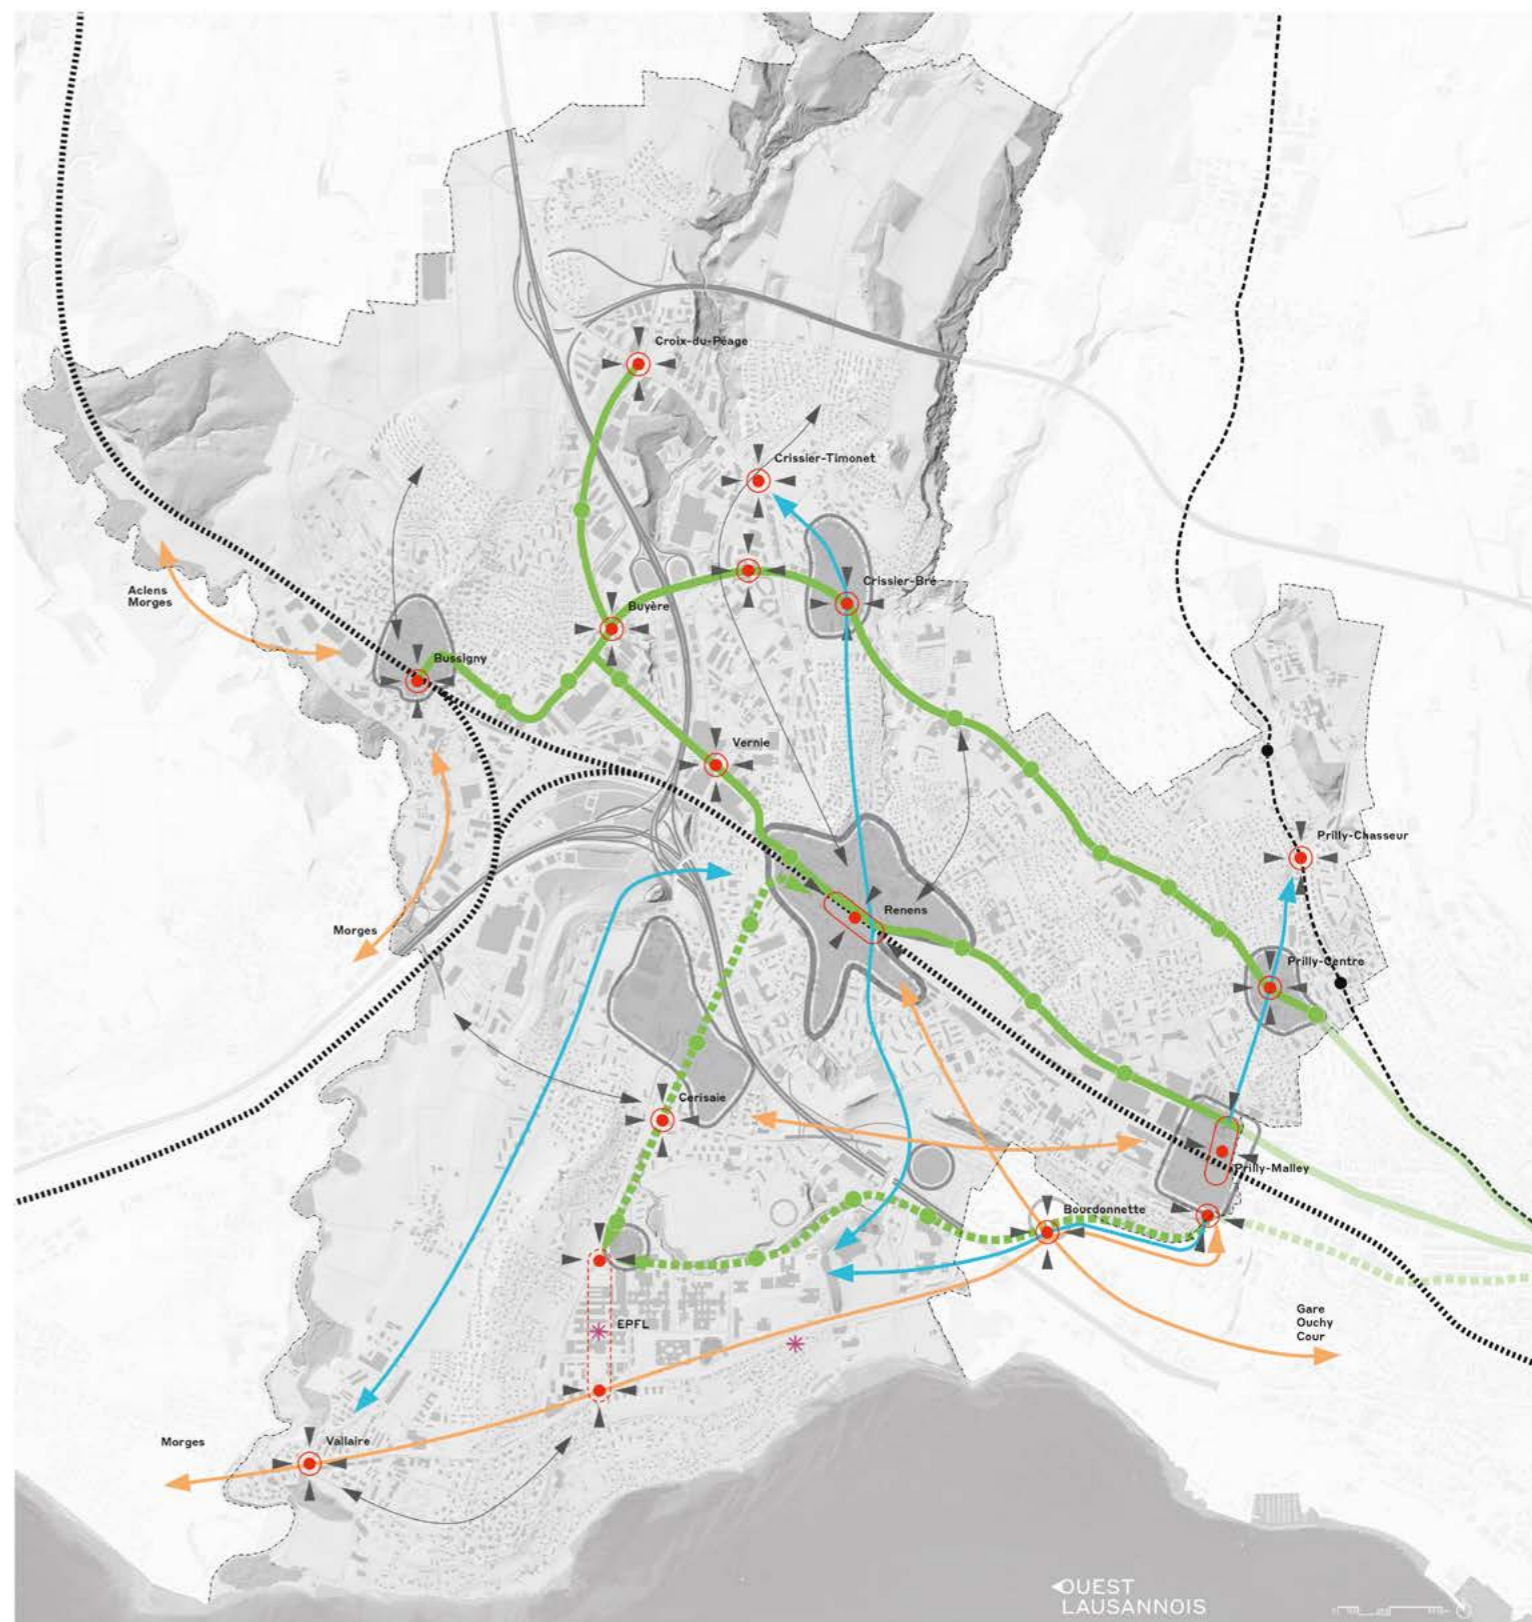 Croix-du-Péage
Crissier-Timonet
Crissier-Bré
Aclens
Morges
Buyère
Bussigny
Vernie
Prilly-Chasseur
Renens
Morges
Prilly-Centre
Cerisaie
Prilly-Malley
Bourdonnette
Gare
Ouchy
Cour
EPFL
Morges
Vallaire
OUEST
LAUSANNOIS